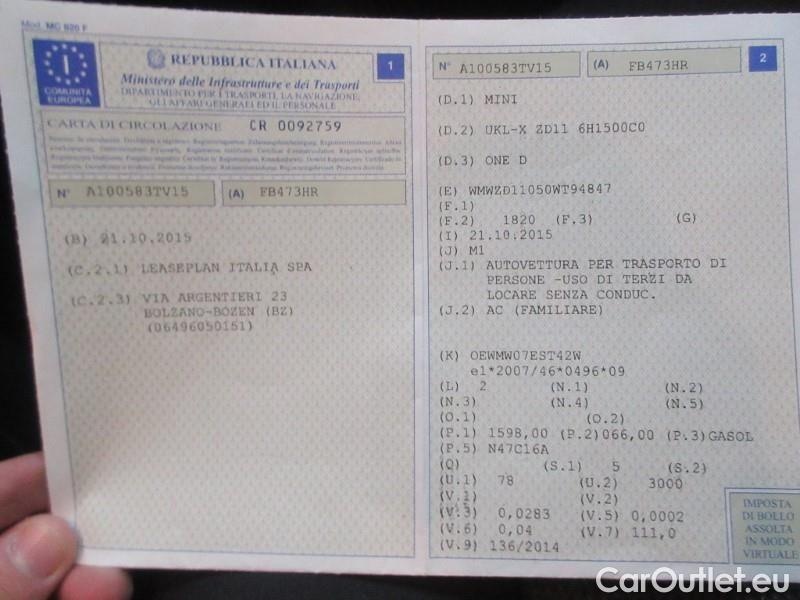 Mod. MC 820 F
I
COMUNITÀ
EUROPEA
REPUBBLICA ITALIANA
1
Ministero delle Infrastrutture e dei Trasporti
DIPARTIMENTO PER I TRASPORTI, LA NAVIGAZIONE,
GLI AFFARI GENERALI ED IL PERSONALE
CARTA DI CIRCOLAZIONE CR 0092759
N° A100583TV15 (A) FB473HR
(B) 21.10.2015
(C.2.1) LEASEPLAN ITALIA SPA
(C.2.3) VIA ARGENTIERI 23
BOLZANO-BOZEN (BZ)
(06496050151)
N° A100583TV15 (A) FB473HR
2
(D.1) MINI
(D.2) UKL-X ZD11 6H1500C0
(D.3) ONE D
(E) WMWZD11050WT94847
(F.1)
(F.2) 1820 (F.3) (G)
(I) 21.10.2015
(J) M1
(J.1) AUTOVETTURA PER TRASPORTO DI
PERSONE -USO DI TERZI DA
LOCARE SENZA CONDUC.
(J.2) AC (FAMILIARE)
(K) OEWMW07EST42W
e1*2007/46*0496*09
(L) 2 (N.1) (N.2)
(N.3) (N.4) (N.5)
(O.1) (O.2)
(P.1) 1598,00 (P.2)066,00 (P.3)GASOL
(P.5) N47C16A
(Q) (S.1) 5 (S.2)
(U.1) 78 (U.2) 3000
(V.1) (V.2)
(V.3) 0,0283 (V.5) 0,0002
(V.6) 0,04 (V.7) 111,0
(V.9) 136/2014
IMPOSTA
DI BOLLO
ASSOLTA
IN MODO
VIRTUALE
CarOutlet.eu